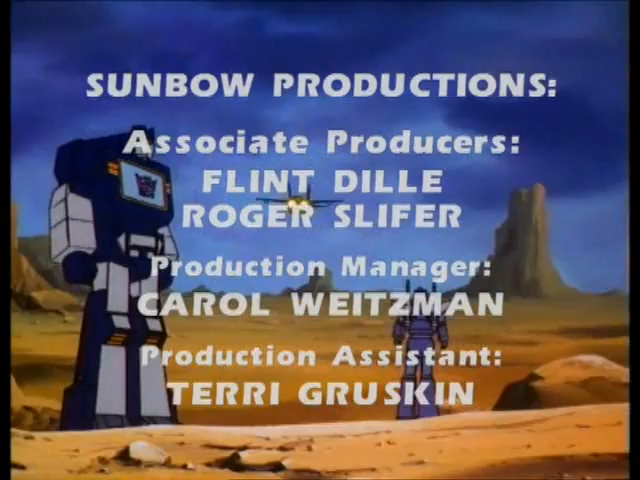 SUNBOW PRODUCTIONS:
Associate Producers:
FLINT DILLE
ROGER SLIFER
Production Manager:
CAROL WEITZMAN
Production Assistant:
TERRI GRUSKIN